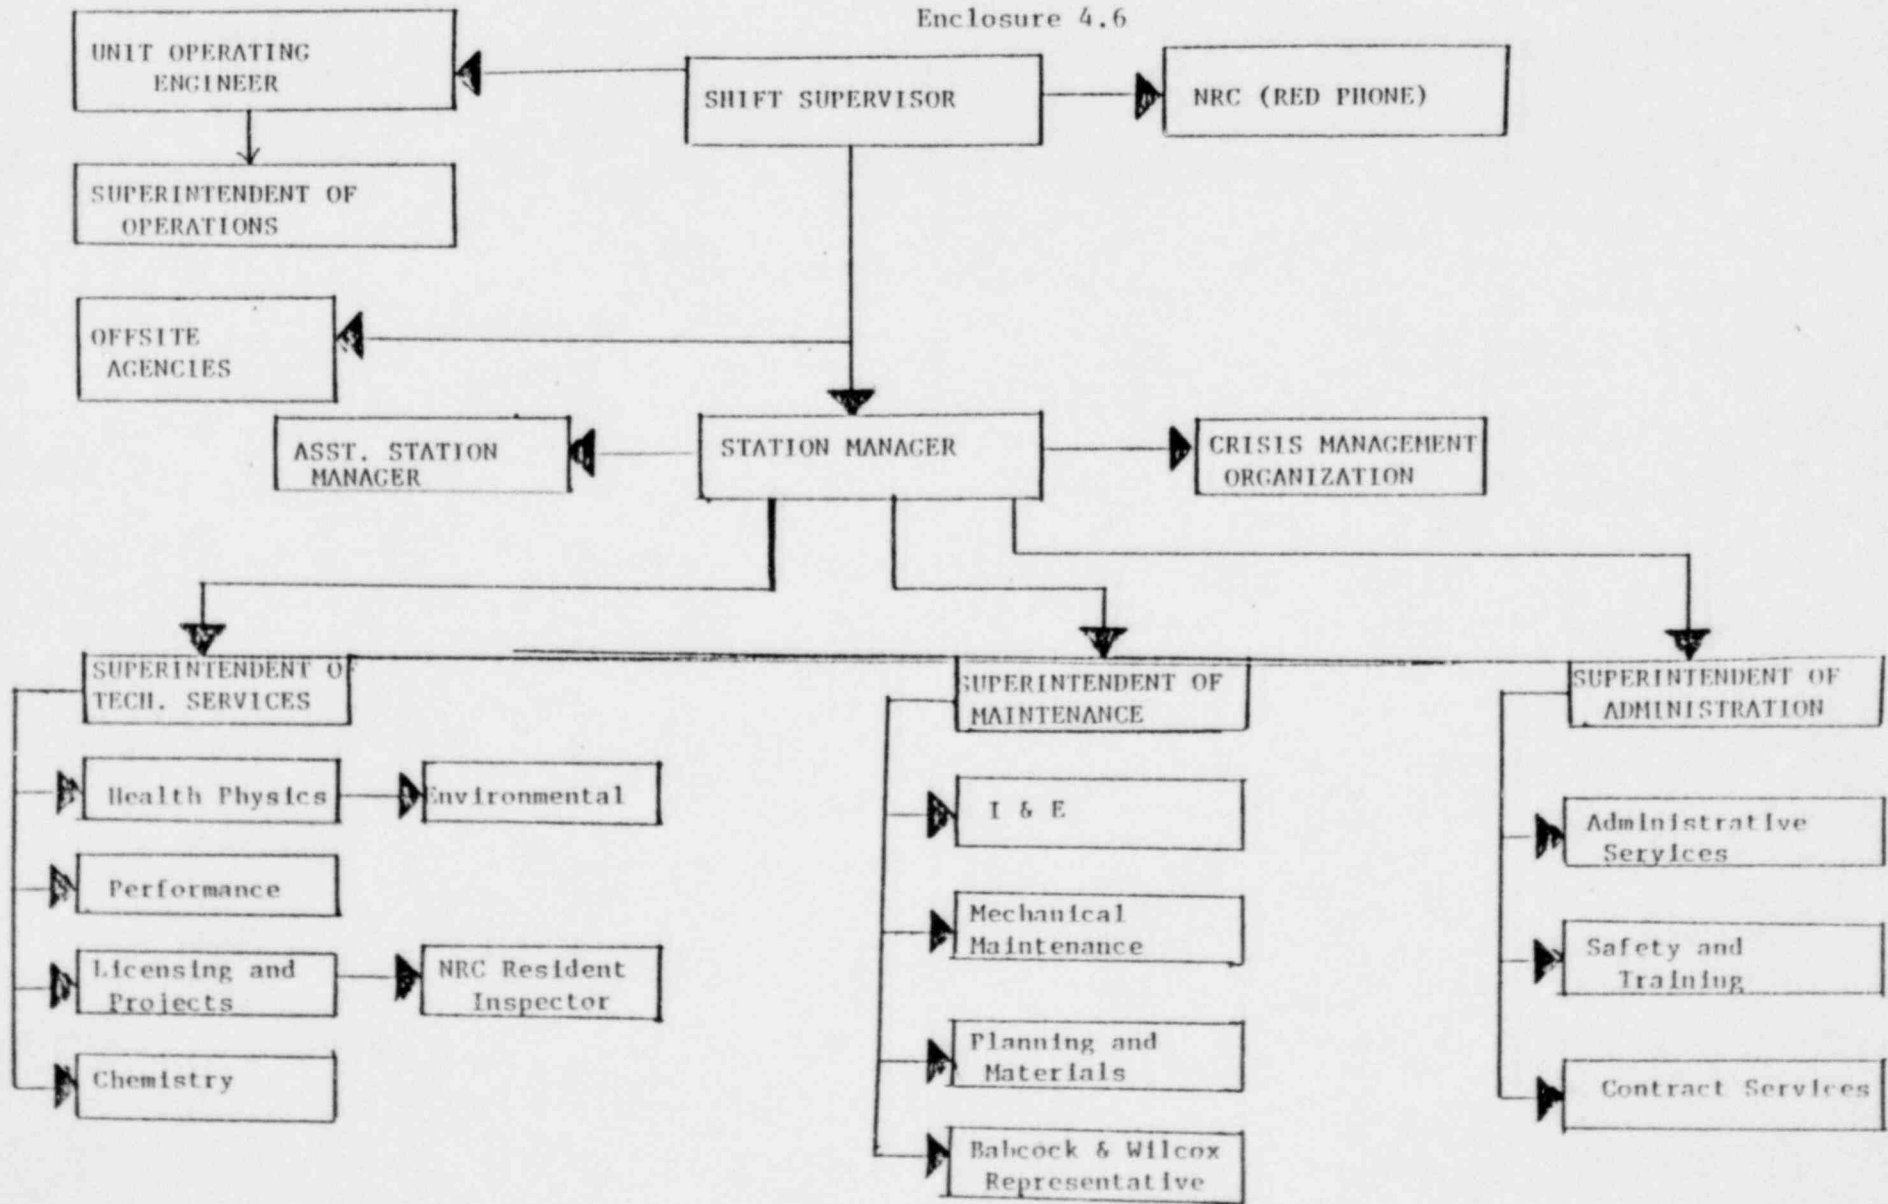 Enclosure 4.6
UNIT OPERATING
ENGINEER
SHIFT SUPERVISOR
NRC (RED PHONE)
SUPERINTENDENT OF
OPERATIONS
OFFSITE
AGENCIES
ASST. STATION
MANAGER
STATION MANAGER
CRISIS MANAGEMENT
ORGANIZATION
SUPERINTENDENT OF
TECH. SERVICES
Health Physics
Environmental
Performance
Licensing and
Projects
NRC Resident
Inspector
Chemistry
SUPERINTENDENT OF
MAINTENANCE
I & E
Mechanical
Maintenance
Planning and
Materials
Babcock & Wilcox
Representative
SUPERINTENDENT OF
ADMINISTRATION
Administrative
Services
Safety and
Training
Contract Services